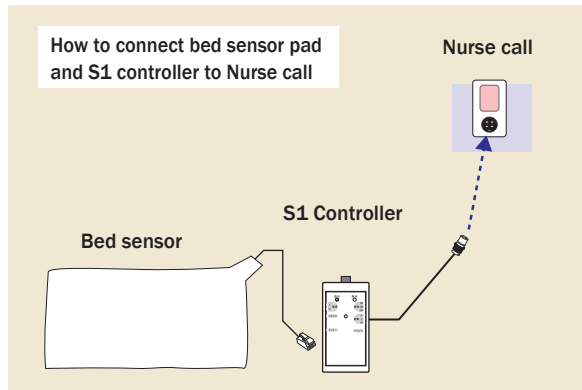 How to connect bed sensor pad
and S1 controller to Nurse call
Nurse call
S1 Controller
Bed sensor